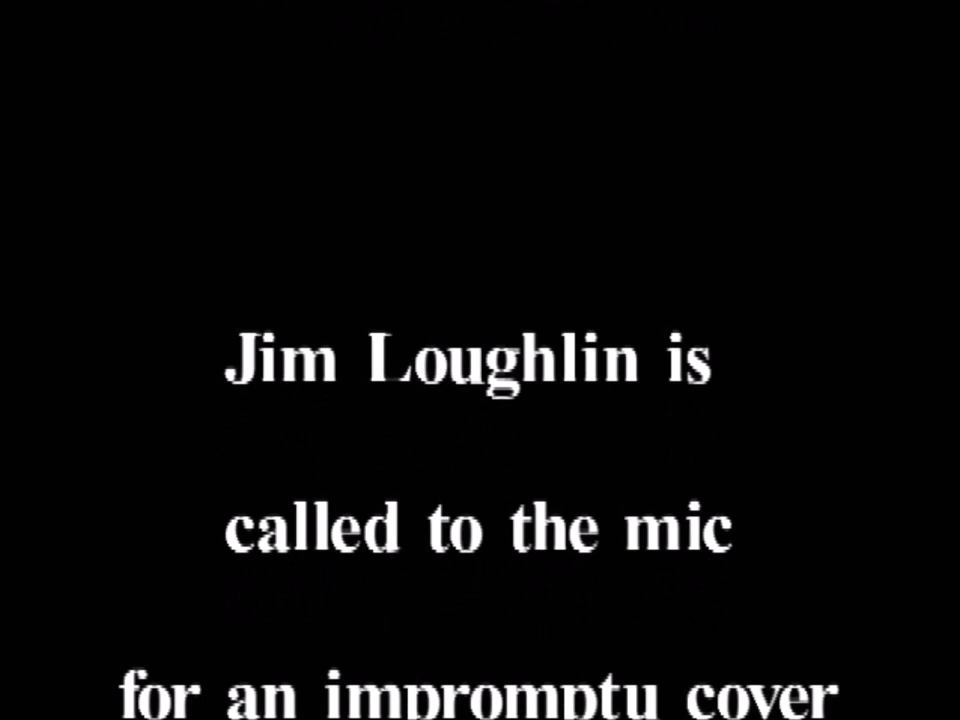 Jim Loughlin is
called to the mic
for an impromptu cover